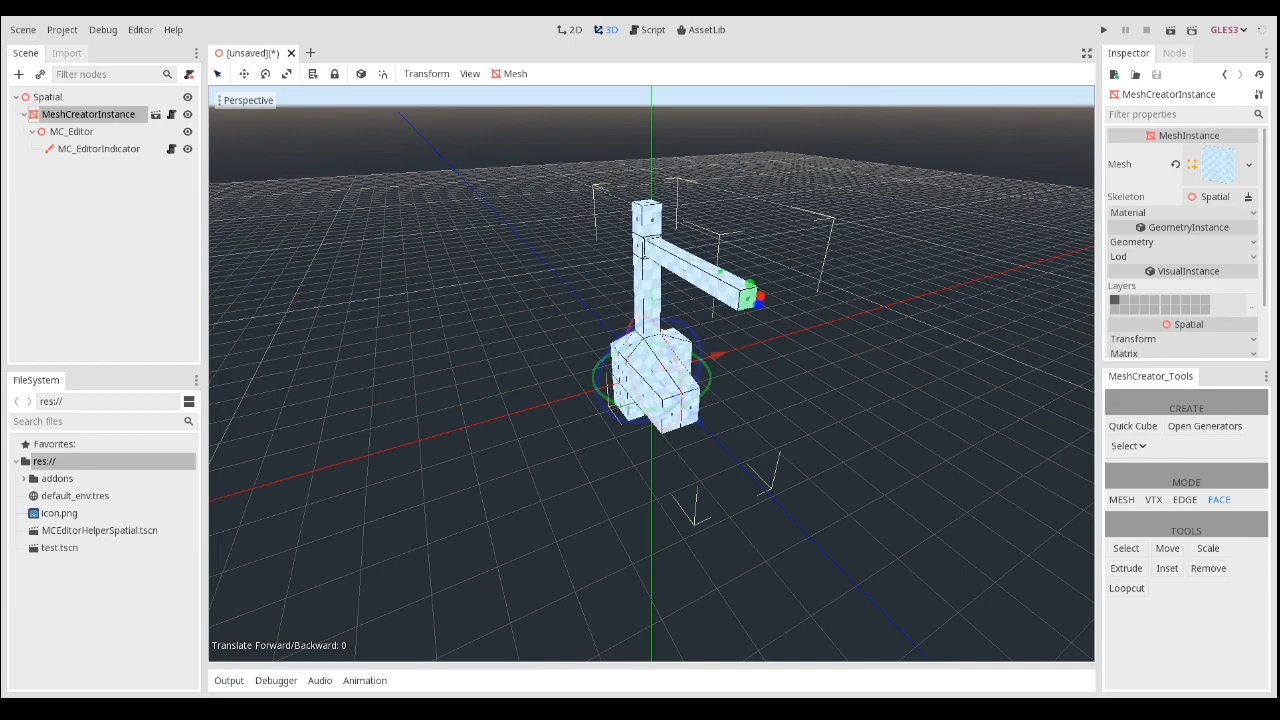 Scene Project Debug Editor Help
2D 3D Script AssetLib
GLES3
Scene Import
Filter nodes
Spatial
MeshCreatorInstance
MC_Editor
MC_EditorIndicator
FileSystem
res://
Search files
Favorites:
res://
addons
default_env.tres
icon.png
MCEditorHelperSpatial.tscn
test.tscn
[unsaved](*)
Transform View Mesh
Perspective
Translate Forward/Backward: 0
Output Debugger Audio Animation
Inspector Node
MeshCreatorInstance
Filter properties
MeshInstance
Mesh
Skeleton Spatial
Material
GeometryInstance
Geometry
Lod
VisualInstance
Layers
..
Spatial
Transform
Matrix
MeshCreator_Tools
CREATE
Quick Cube Open Generators
Select
MODE
MESH VTX EDGE FACE
TOOLS
Select Move Scale
Extrude Inset Remove
Loopcut